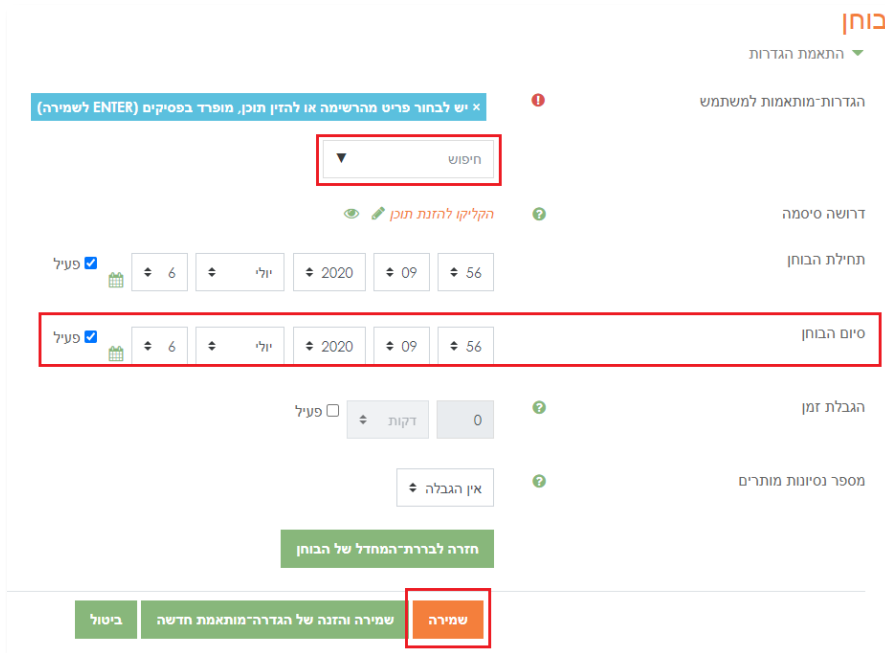 בוחן
התאמת הגדרות
הגדרות-מותאמות למשתמש
× יש לבחור פריט מהרשימה או להזין תוכן, מופרד בפסיקים (ENTER לשמירה)
חיפוש
דרושה סיסמה
הקליקו להזנת תוכן
תחילת הבוחן
56 09 2020 יולי 6 פעיל
סיום הבוחן
56 09 2020 יולי 6 פעיל
הגבלת זמן
0 דקות פעיל
מספר נסיונות מותרים
אין הגבלה
חזרה לבררת-המחדל של הבוחן
שמירה שמירה והזנה של הגדרה-מותאמת חדשה ביטול